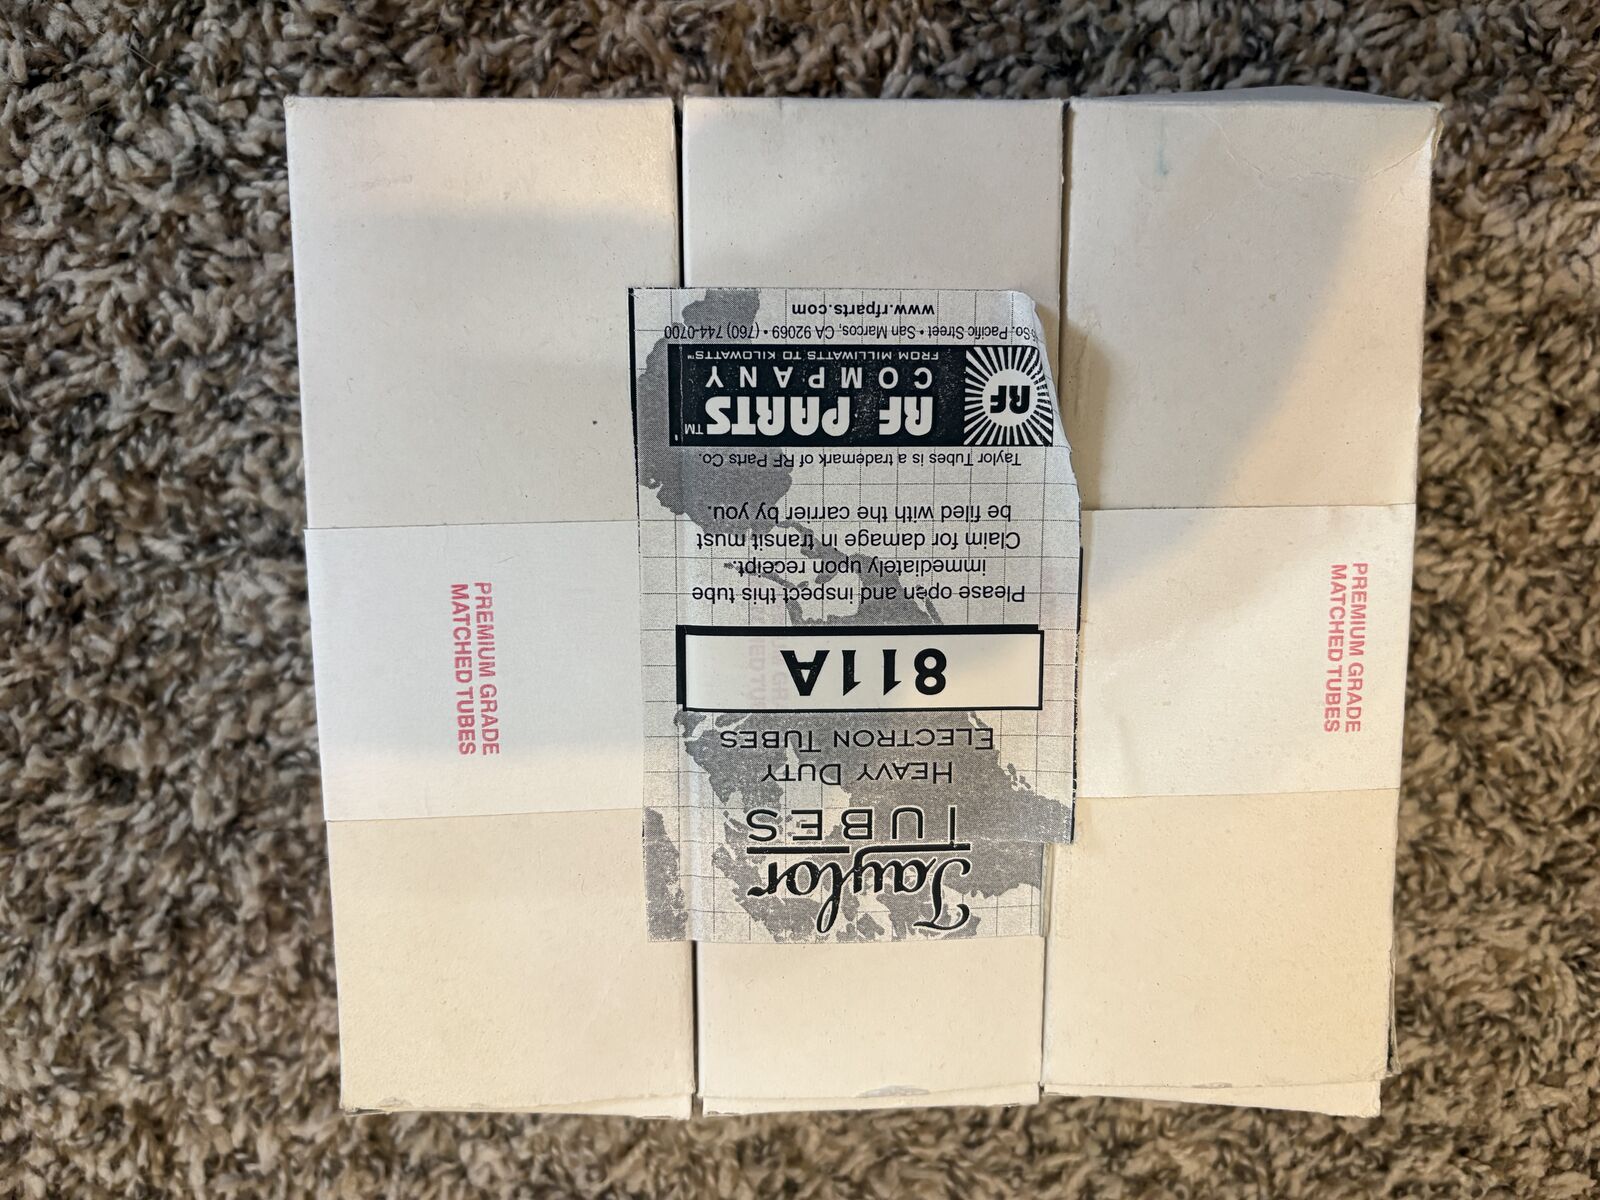 Taylor
TUBES
HEAVY DUTY
ELECTRON TUBES
811A
Please open and inspect this tube
immediately upon receipt.
Claim for damage in transit must
be filed with the carrier by you.
Taylor Tubes is a trademark of RF Parts Co.
RF
RF PARTS™
COMPANY
FROM MILLIWATTS TO KILOWATTS™
So. Pacific Street • San Marcos, CA 92069 • (760) 744-0700
www.rfparts.com
PREMIUM GRADE
MATCHED TUBES
PREMIUM GRADE
MATCHED TUBES